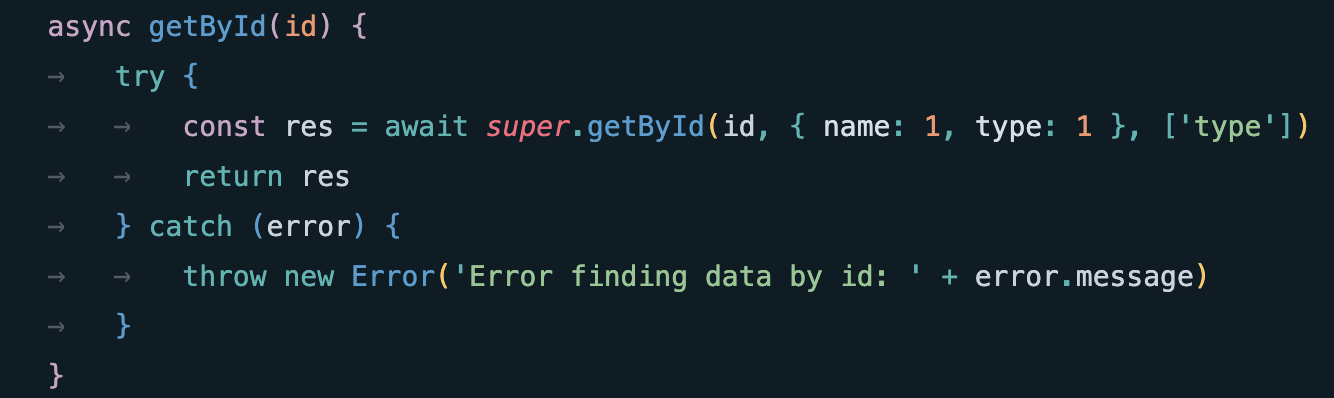 async getById(id) {
→ try {
→ → const res = await super.getById(id, { name: 1, type: 1 }, ['type'])
→ → return res
→ } catch (error) {
→ → throw new Error('Error finding data by id: ' + error.message)
→ }
}